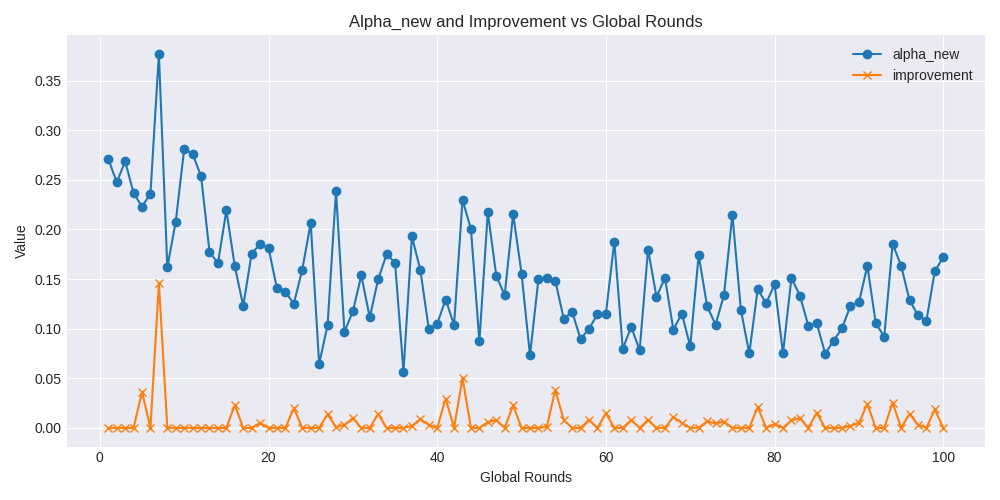 Alpha_new and Improvement vs Global Rounds
alpha_new
improvement
Value
0.35
0.30
0.25
0.20
0.15
0.10
0.05
0.00
0 20 40 60 80 100
Global Rounds